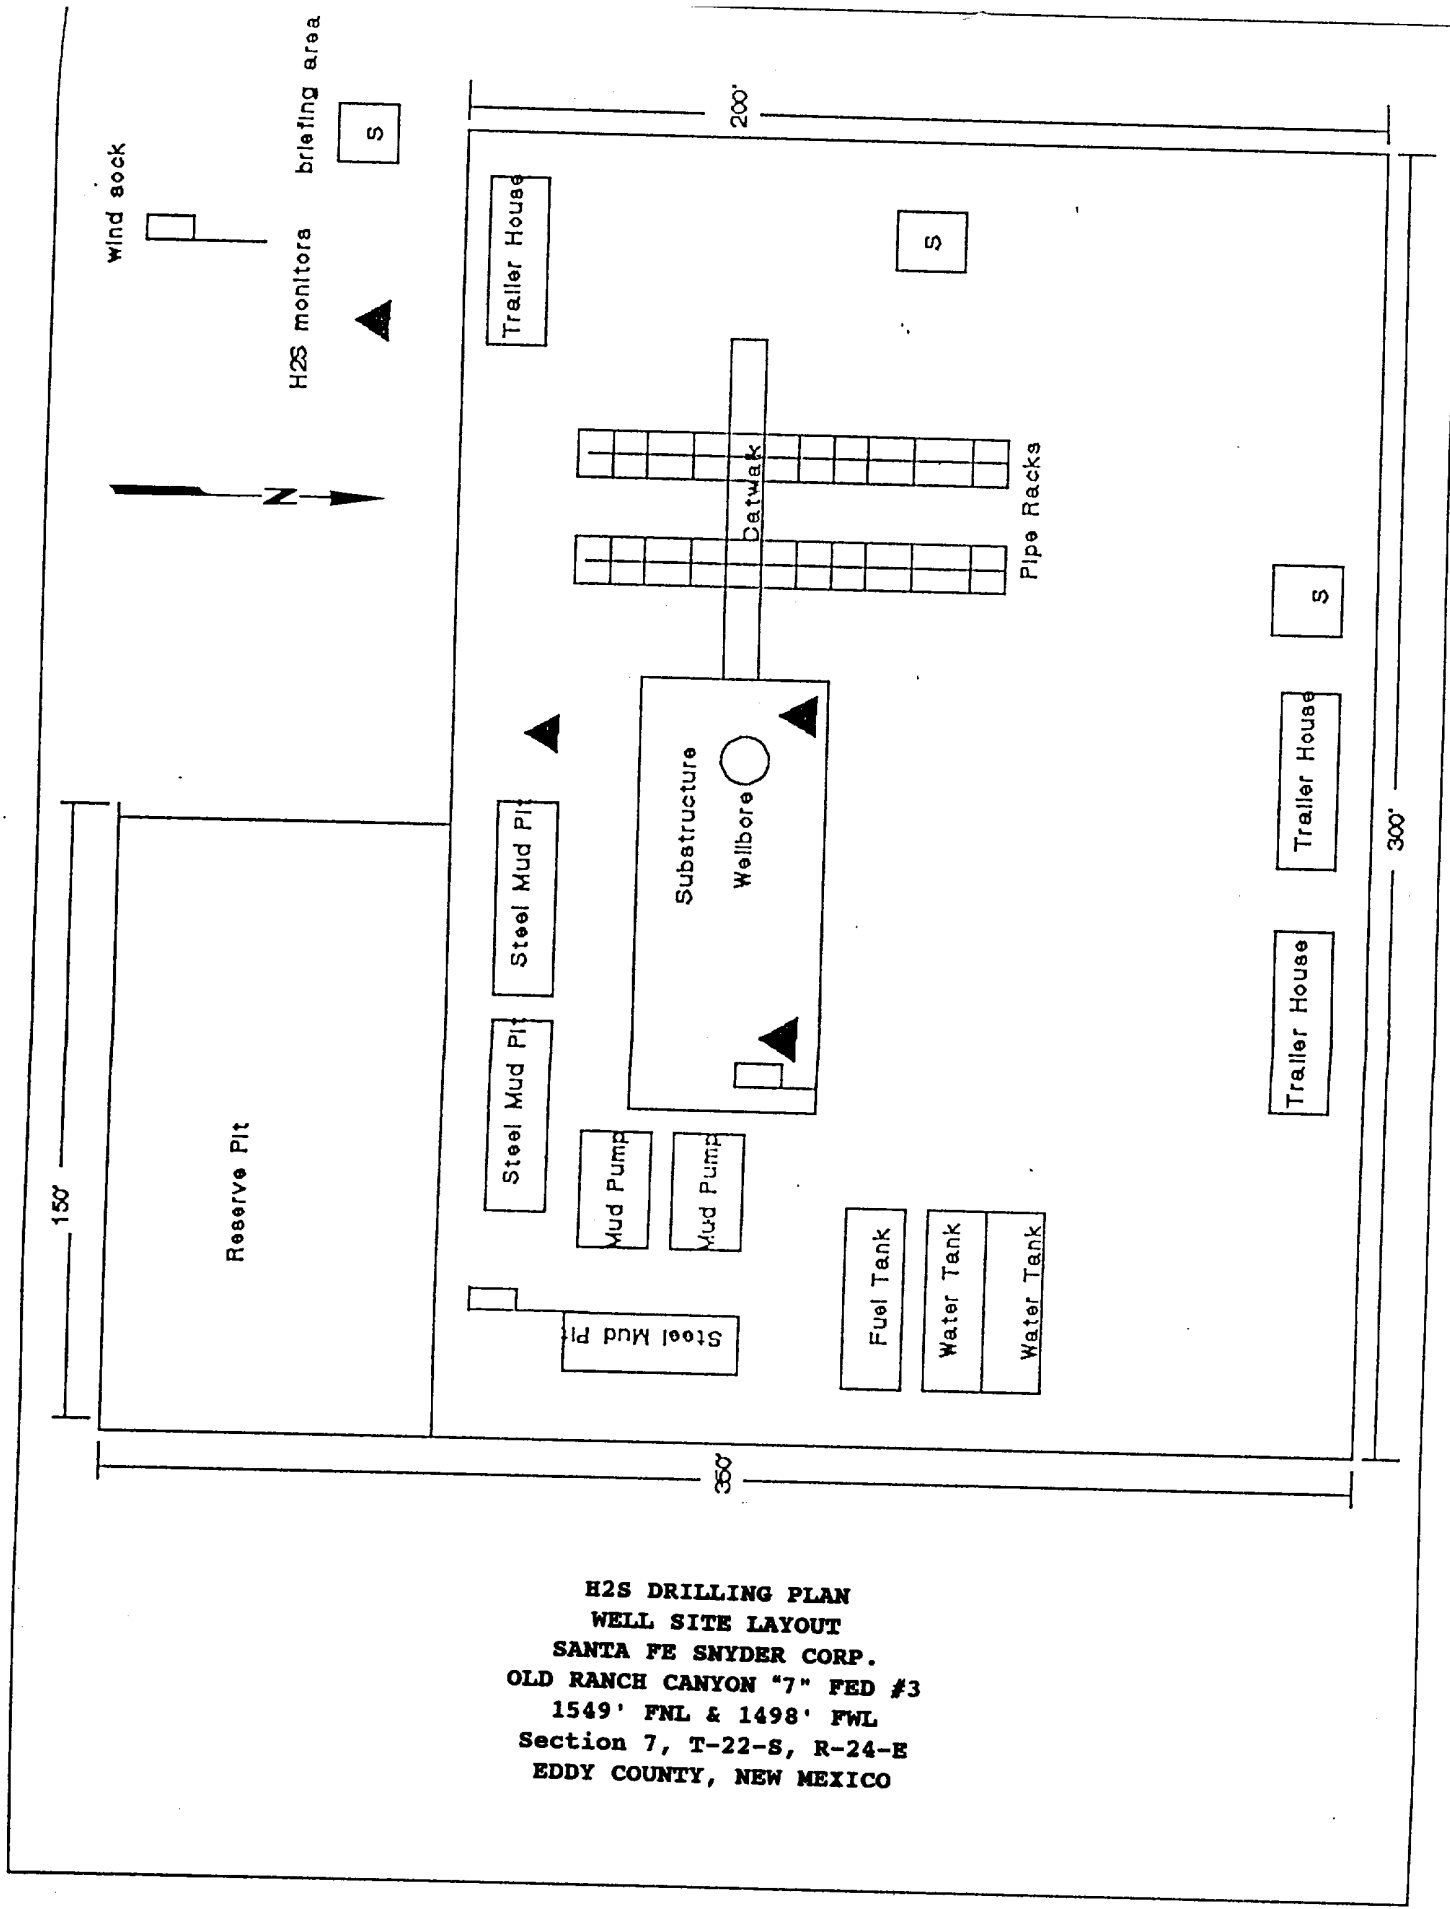 wind sock
H2S monitors
briefing area
S
N
200'
Trailer House
S
Catwalk
Pipe Racks
S
150'
Reserve Pit
Steel Mud Pit
Steel Mud Pit
Substructure
Wellbore
Trailer House
Trailer House
300'
Mud Pump
Mud Pump
Steel Mud Pit
Fuel Tank
Water Tank
Water Tank
350'
H2S DRILLING PLAN
WELL SITE LAYOUT
SANTA FE SNYDER CORP.
OLD RANCH CANYON "7" FED #3
1549' FNL & 1498' FWL
Section 7, T-22-S, R-24-E
EDDY COUNTY, NEW MEXICO